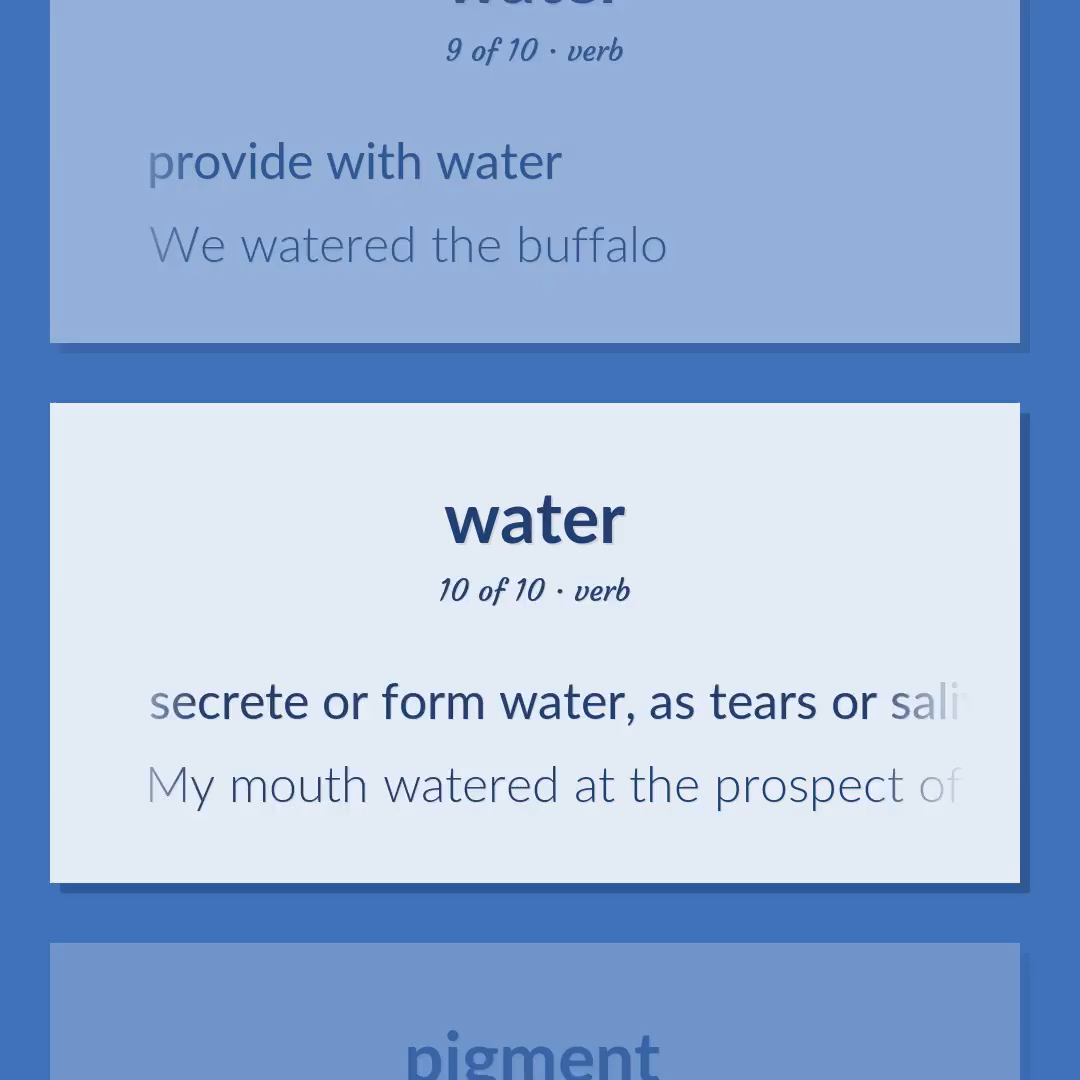 water
9 of 10 · verb
provide with water
We watered the buffalo
water
10 of 10 · verb
secrete or form water, as tears or
My mouth watered at the prospect of
pigment